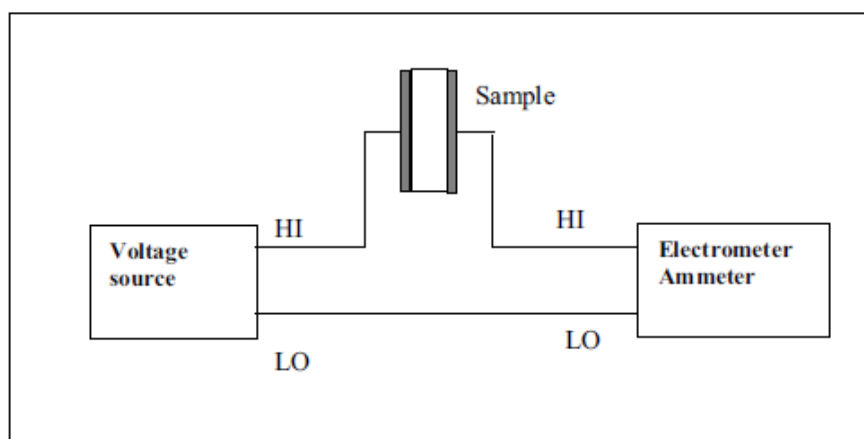 Sample
HI
HI
Voltage
source
Electrometer
Ammeter
LO
LO